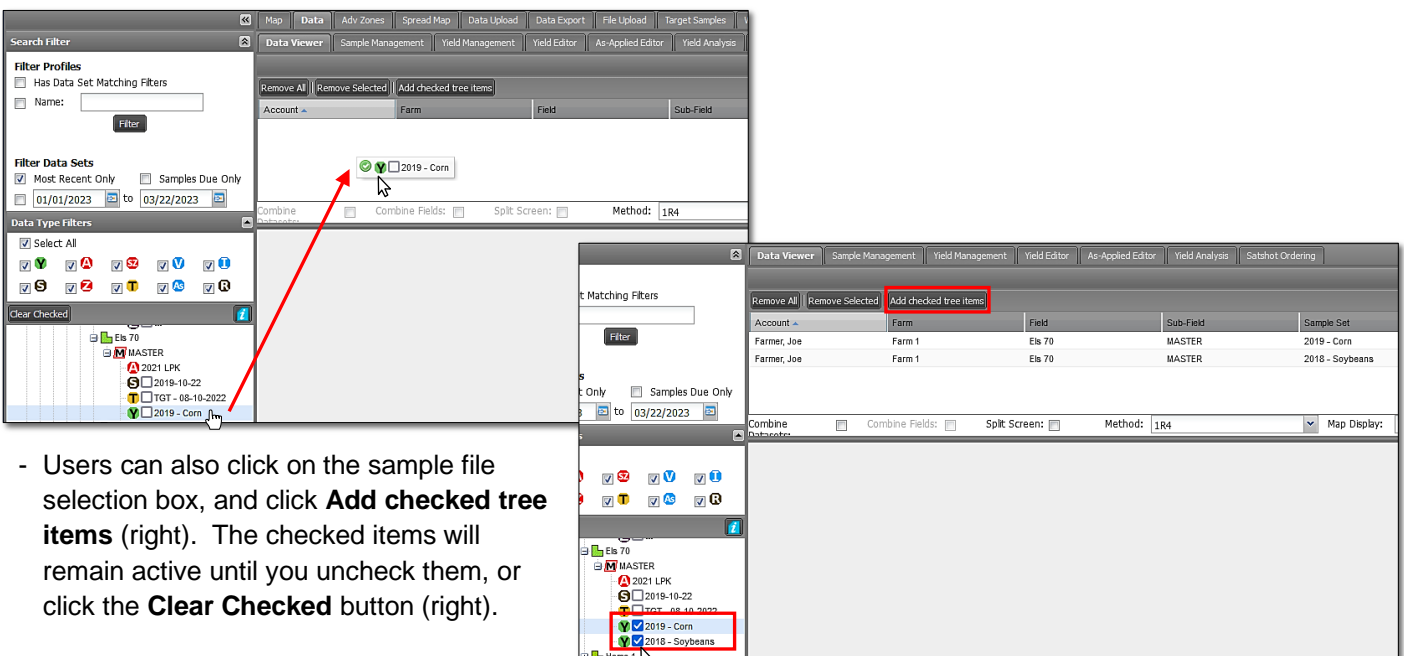 Map Data Adv Zones Spread Map Data Upload Data Export File Upload Target Samples
Search Filter
Data Viewer Sample Management Yield Management Yield Editor As-Applied Editor Yield Analysis
Filter Profiles
Has Data Set Matching Filters
Name:
Filter
Remove All Remove Selected Add checked tree items
Account Farm Field Sub-Field
2019 - Corn
Filter Data Sets
Most Recent Only Samples Due Only
01/01/2023 to 03/22/2023
Combine Datasets: Combine Fields: Split Screen: Method: 1R4
Data Type Filters
Select All
Y A SZ V I
S Z T As R
Clear Checked i
Els 70
M MASTER
A 2021 LPK
S 2019-10-22
T TGT - 08-10-2022
Y 2019 - Corn
Data Viewer Sample Management Yield Management Yield Editor As-Applied Editor Yield Analysis Satshot Ordering
t Matching Filters
Filter
Remove All Remove Selected Add checked tree items
Account Farm Field Sub-Field Sample Set
Farmer, Joe Farm 1 Els 70 MASTER 2019 - Corn
Farmer, Joe Farm 1 Els 70 MASTER 2018 - Soybeans
s
t Only Samples Due Only
3 to 03/22/2023
Combine Datasets: Combine Fields: Split Screen: Method: 1R4 Map Display:
s
SZ V I
T As R
i
Els 70
M MASTER
A 2021 LPK
S 2019-10-22
T TGT - 08-10-2022
Y 2019 - Corn
Y 2018 - Soybeans
- Users can also click on the sample file
selection box, and click Add checked tree
items (right). The checked items will
remain active until you uncheck them, or
click the Clear Checked button (right).